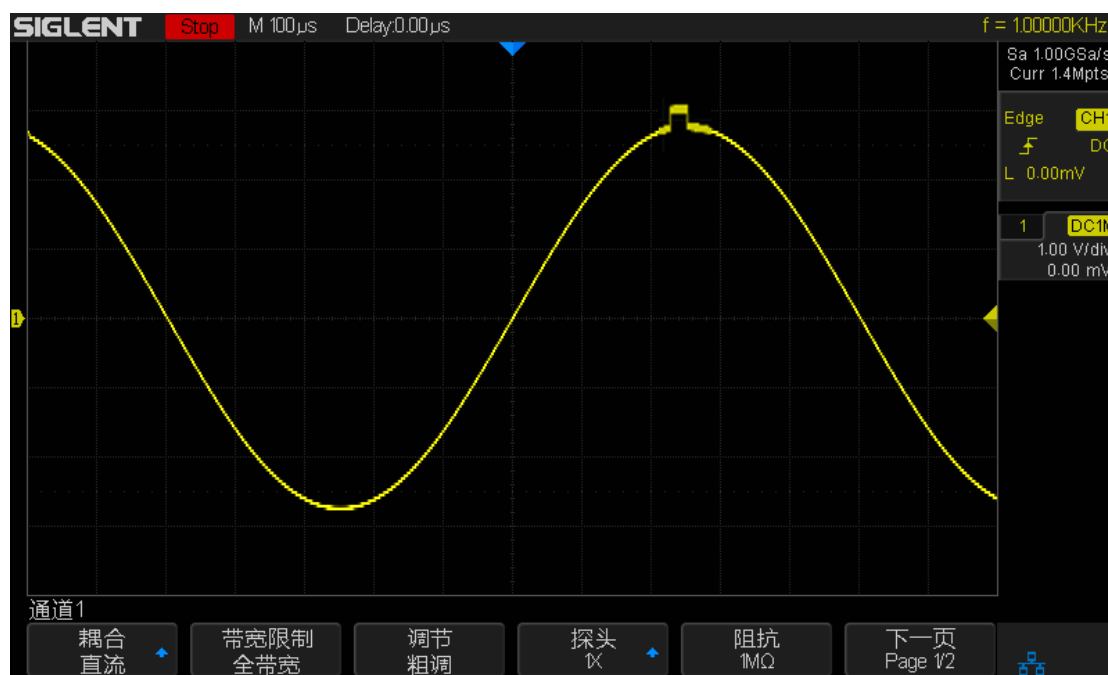 SIGLENT Stop M 100µs Delay:0.00µs f = 1.00000KHz
Sa 1.00GSa/s
Curr 1.4Mpts
Edge CH1
DC
L 0.00mV
1 DC1M
1.00 V/div
0.00 mV
1
通道1
耦合
直流
带宽限制
全带宽
调节
粗调
探头
1X
阻抗
1MΩ
下一页
Page 1/2